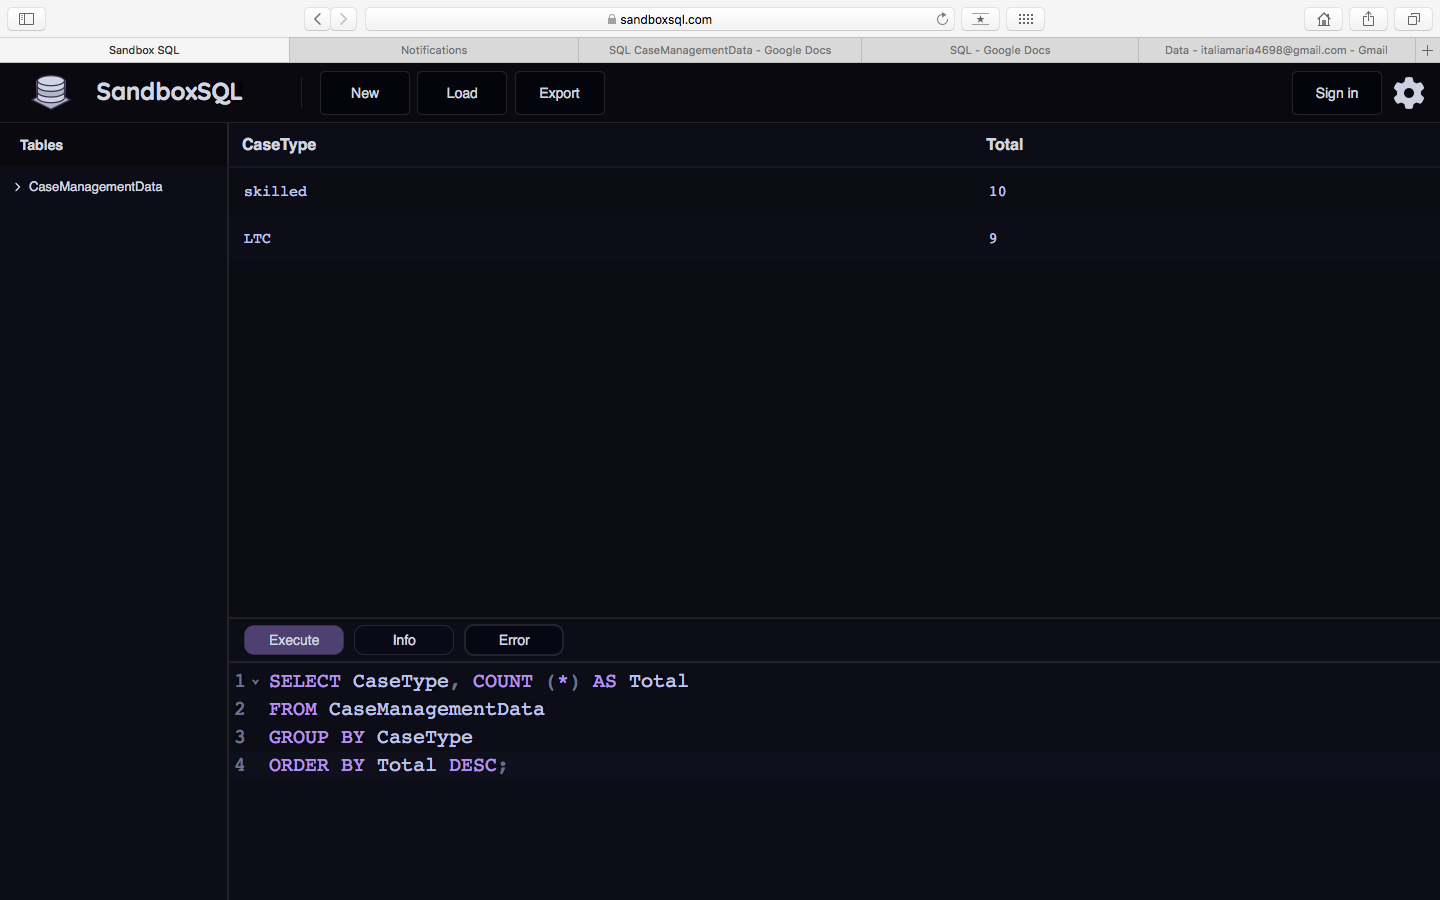 sandboxsql.com
Sandbox SQL
Notifications
SQL CaseManagementData - Google Docs
SQL - Google Docs
Data - italiamaria4698@gmail.com - Gmail
SandboxSQL
New
Load
Export
Sign in
Tables
CaseManagementData
CaseType Total
skilled 10
LTC 9
Execute
Info
Error
1 SELECT CaseType, COUNT (*) AS Total
2 FROM CaseManagementData
3 GROUP BY CaseType
4 ORDER BY Total DESC;